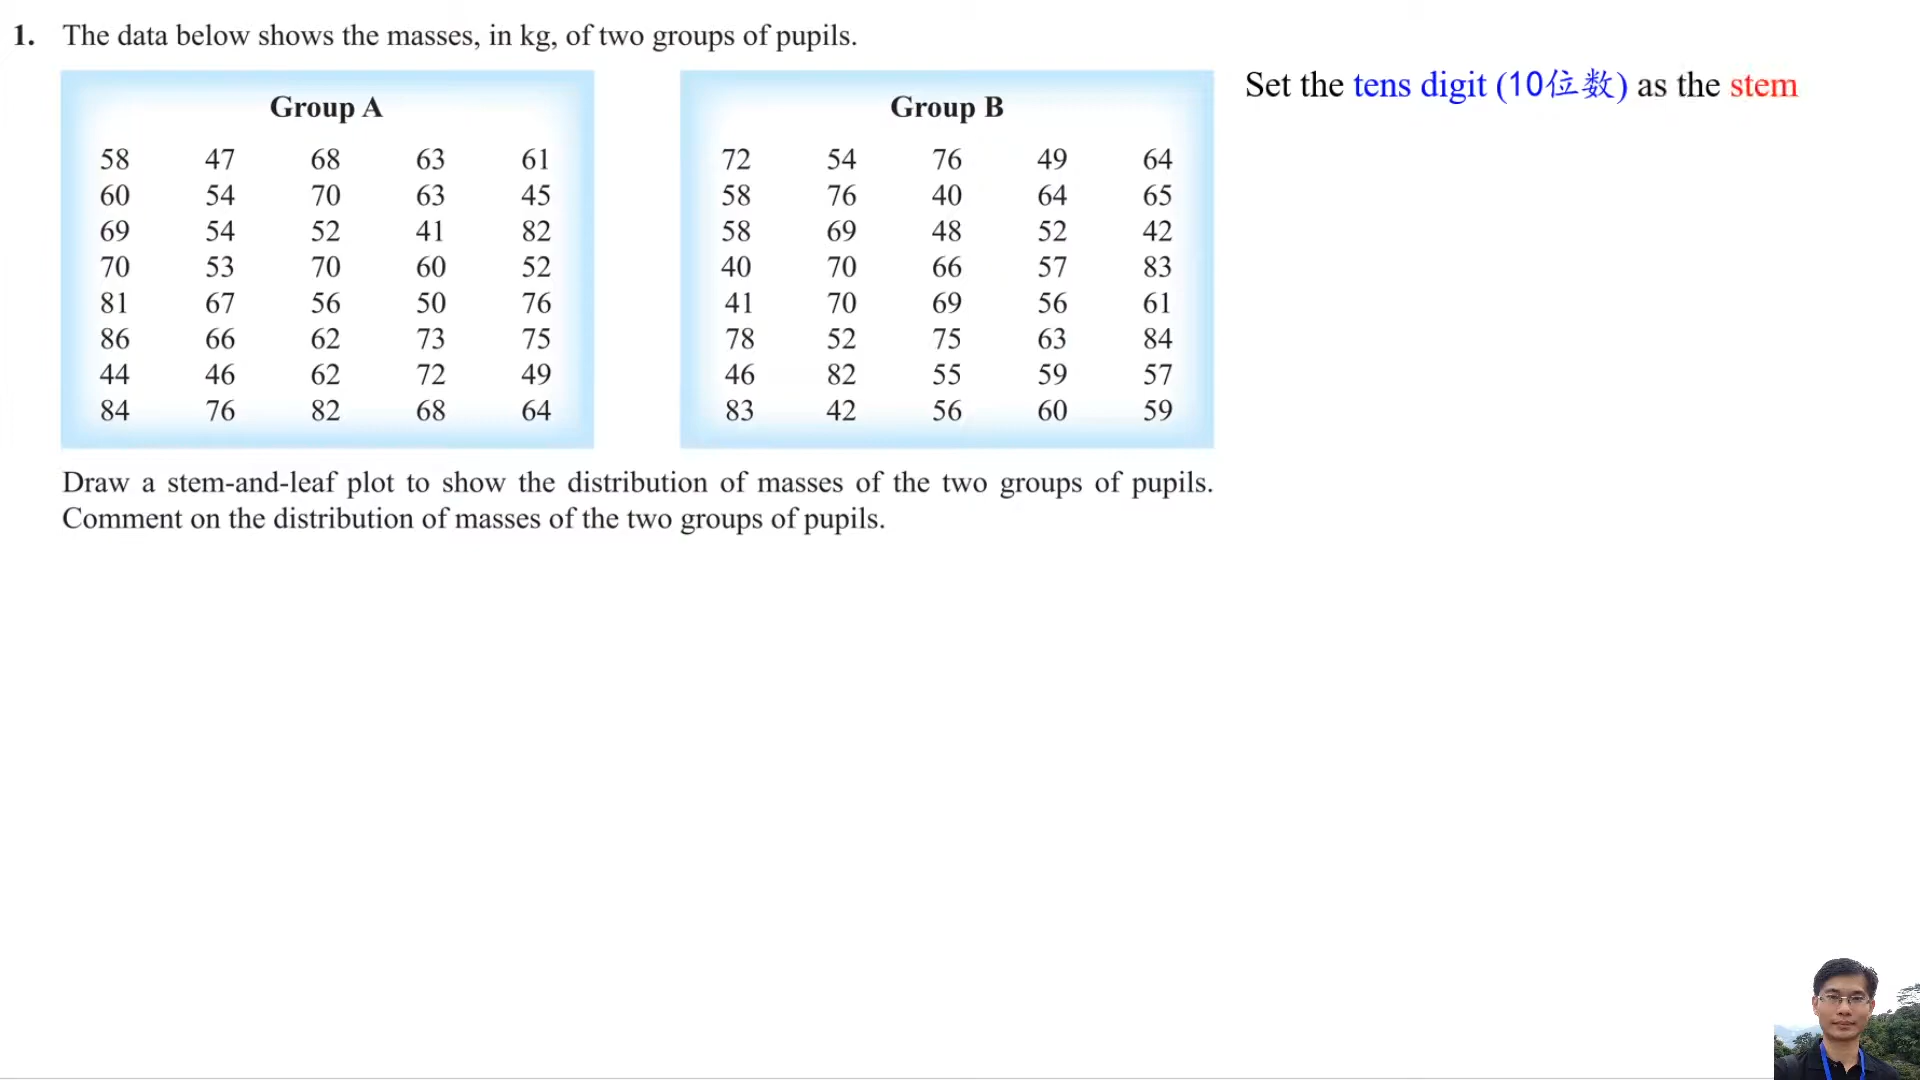 1. The data below shows the masses, in kg, of two groups of pupils.
Set the tens digit (10位数) as the stem
Group A
58 47 68 63 61
60 54 70 63 45
69 54 52 41 82
70 53 70 60 52
81 67 56 50 76
86 66 62 73 75
44 46 62 72 49
84 76 82 68 64
Group B
72 54 76 49 64
58 76 40 64 65
58 69 48 52 42
40 70 66 57 83
41 70 69 56 61
78 52 75 63 84
46 82 55 59 57
83 42 56 60 59
Draw a stem-and-leaf plot to show the distribution of masses of the two groups of pupils.
Comment on the distribution of masses of the two groups of pupils.